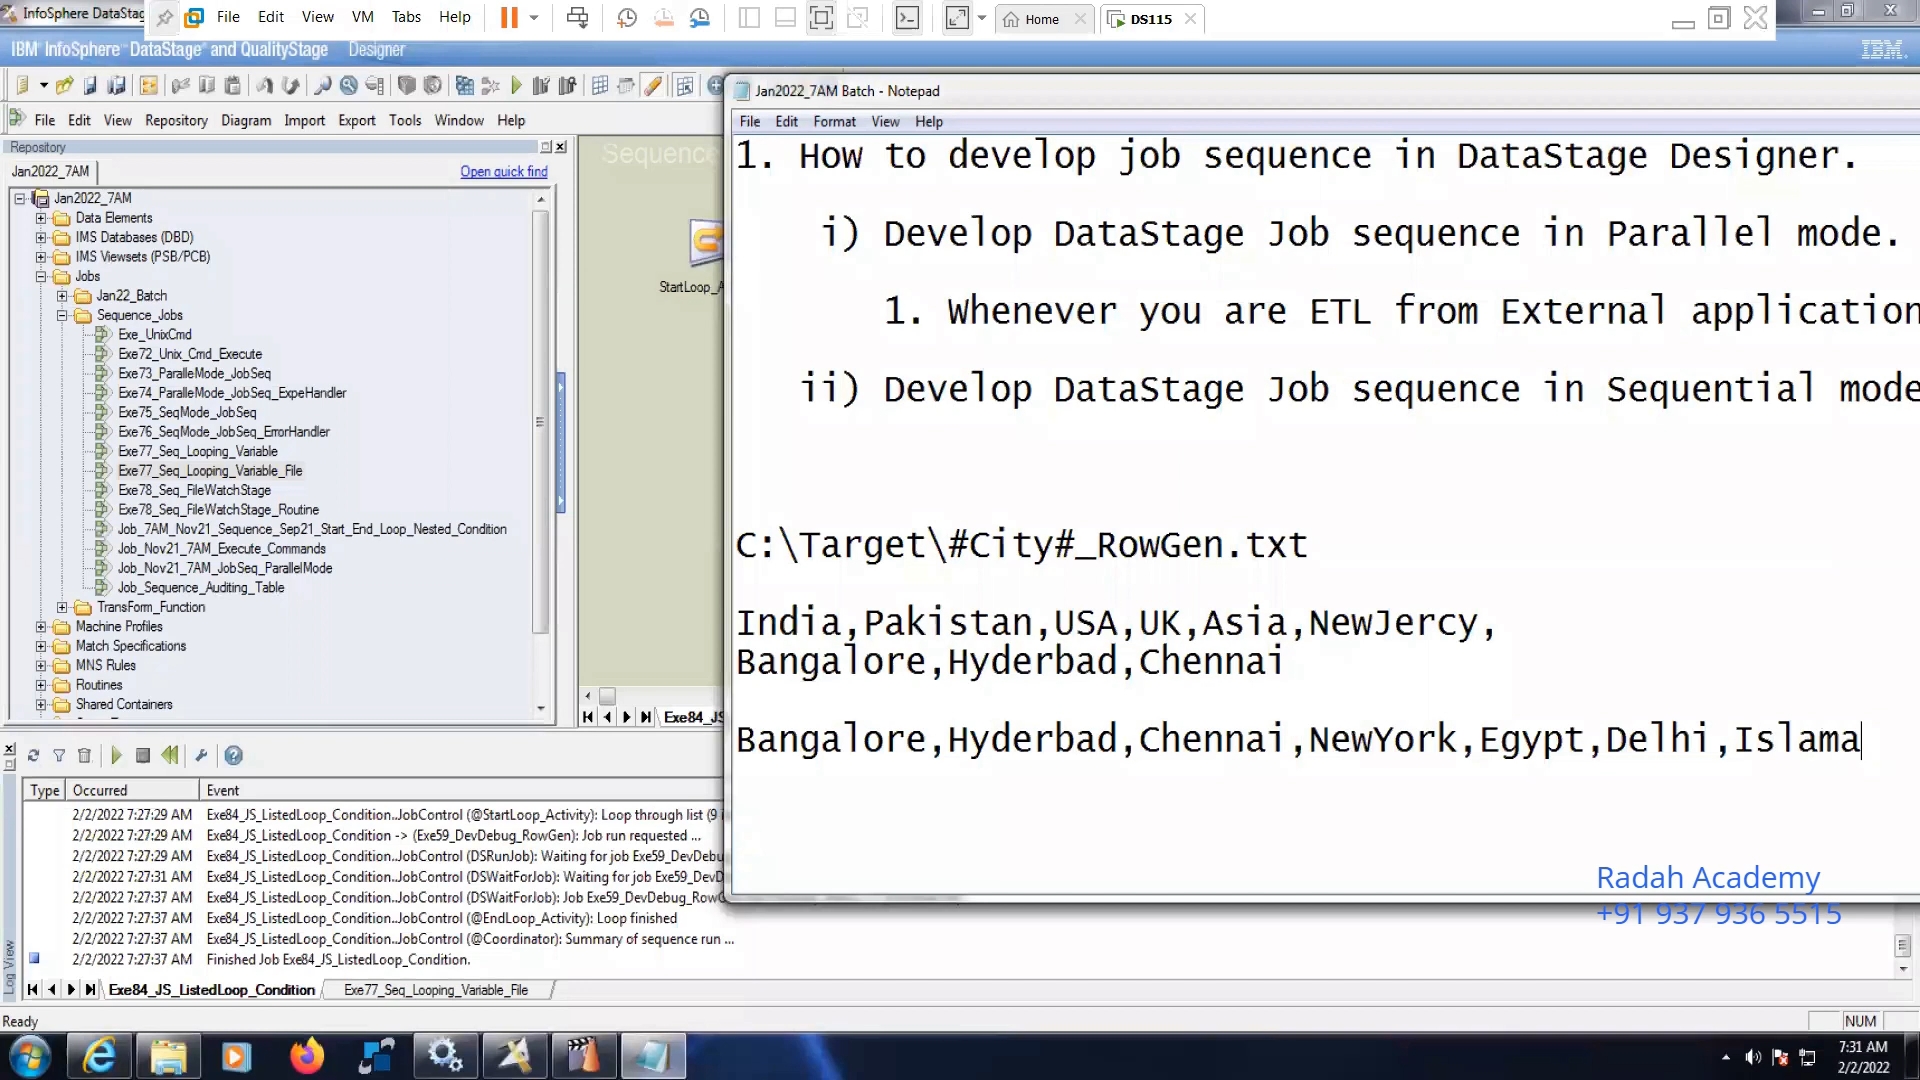 InfoSphere DataStag
File Edit View VM Tabs Help
Home
DS115
IBM InfoSphere DataStage and QualityStage Designer
IBM
File Edit View Repository Diagram Import Export Tools Window Help
Repository
Jan2022_7AM
Open quick find
Jan2022_7AM
Data Elements
IMS Databases (DBD)
IMS Viewsets (PSB/PCB)
Jobs
Jan22_Batch
Sequence_Jobs
Exe_UnixCmd
Exe72_Unix_Cmd_Execute
Exe73_ParalleMode_JobSeq
Exe74_ParalleMode_JobSeq_ExpeHandler
Exe75_SeqMode_JobSeq
Exe76_SeqMode_JobSeq_ErrorHandler
Exe77_Seq_Looping_Variable
Exe77_Seq_Looping_Variable_File
Exe78_Seq_FileWatchStage
Exe78_Seq_FileWatchStage_Routine
Job_7AM_Nov21_Sequence_Sep21_Start_End_Loop_Nested_Condition
Job_Nov21_7AM_Execute_Commands
Job_Nov21_7AM_JobSeq_ParallelMode
Job_Sequence_Auditing_Table
TransForm_Function
Machine Profiles
Match Specifications
MNS Rules
Routines
Shared Containers
Sequence
StartLoop_A
Exe84_JS
Jan2022_7AM Batch - Notepad
File Edit Format View Help
1. How to develop job sequence in DataStage Designer.
i) Develop DataStage Job sequence in Parallel mode.
1. Whenever you are ETL from External application
ii) Develop DataStage Job sequence in Sequential mode
C:\Target\#City#_RowGen.txt
India,Pakistan,USA,UK,Asia,NewJercy,
Bangalore,Hyderbad,Chennai
Bangalore,Hyderbad,Chennai,NewYork,Egypt,Delhi,Islama
Radah Academy
+91 937 936 5515
Type Occurred Event
2/2/2022 7:27:29 AM Exe84_JS_ListedLoop_Condition..JobControl (@StartLoop_Activity): Loop through list (9
2/2/2022 7:27:29 AM Exe84_JS_ListedLoop_Condition -> (Exe59_DevDebug_RowGen): Job run requested ...
2/2/2022 7:27:29 AM Exe84_JS_ListedLoop_Condition..JobControl (DSRunJob): Waiting for job Exe59_DevDebu
2/2/2022 7:27:31 AM Exe84_JS_ListedLoop_Condition..JobControl (DSWaitForJob): Waiting for job Exe59_Dev
2/2/2022 7:27:37 AM Exe84_JS_ListedLoop_Condition..JobControl (DSWaitForJob): Job Exe59_DevDebug_RowG
2/2/2022 7:27:37 AM Exe84_JS_ListedLoop_Condition..JobControl (@EndLoop_Activity): Loop finished
2/2/2022 7:27:37 AM Exe84_JS_ListedLoop_Condition..JobControl (@Coordinator): Summary of sequence run ...
2/2/2022 7:27:37 AM Finished Job Exe84_JS_ListedLoop_Condition.
Log View
Exe84_JS_ListedLoop_Condition
Exe77_Seq_Looping_Variable_File
Ready
NUM
7:31 AM
2/2/2022